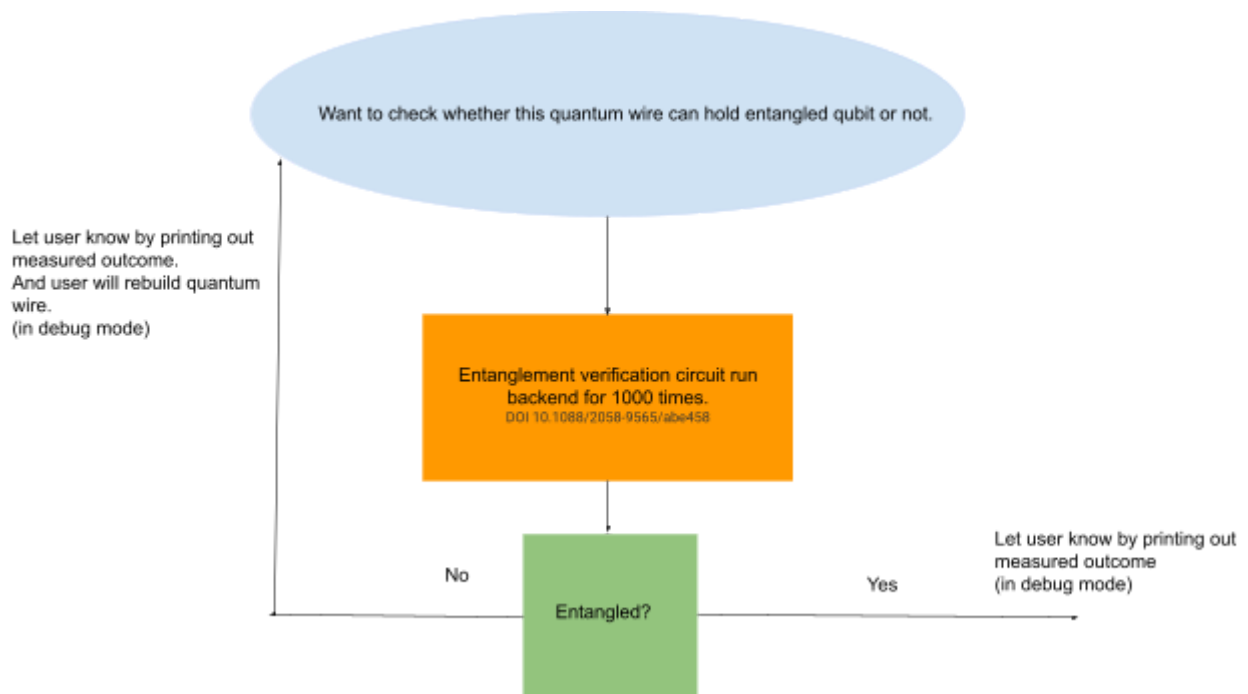 Want to check whether this quantum wire can hold entangled qubit or not.
Let user know by printing out
measured outcome.
And user will rebuild quantum
wire.
(in debug mode)
Entanglement verification circuit run
backend for 1000 times.
DOI 10.1088/2058-9565/abe458
Let user know by printing out
measured outcome
(in debug mode)
No
Yes
Entangled?